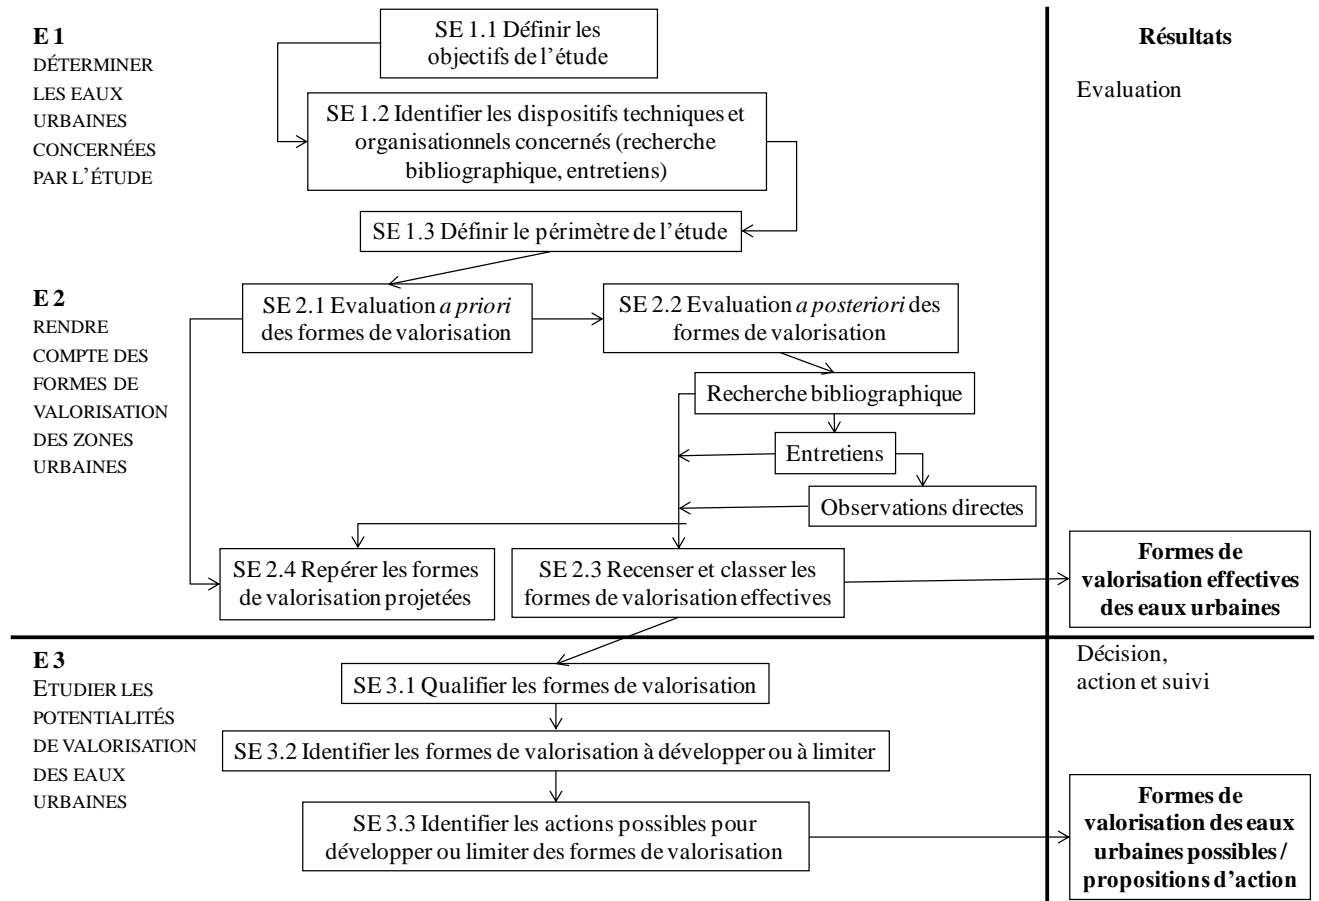 E 1
DÉTERMINER
LES EAUX
URBAINES
CONCERNÉES
PAR L’ÉTUDE
SE 1.1 Définir les
objectifs de l’étude
SE 1.2 Identifier les dispositifs techniques et
organisationnels concernés (recherche
bibliographique, entretiens)
SE 1.3 Définir le périmètre de l’étude
Résultats
Evaluation
E 2
RENDRE
COMPTE DES
FORMES DE
VALORISATION
DES ZONES
URBAINES
SE 2.1 Evaluation a priori
des formes de valorisation
SE 2.2 Evaluation a posteriori des
formes de valorisation
Recherche bibliographique
Entretiens
Observations directes
SE 2.4 Repérer les formes
de valorisation projetées
SE 2.3 Recenser et classer les
formes de valorisation effectives
Formes de
valorisation effectives
des eaux urbaines
E 3
ETUDIER LES
POTENTIALITÉS
DE VALORISATION
DES EAUX
URBAINES
SE 3.1 Qualifier les formes de valorisation
SE 3.2 Identifier les formes de valorisation à développer ou à limiter
SE 3.3 Identifier les actions possibles pour
développer ou limiter des formes de valorisation
Décision,
action et suivi
Formes de
valorisation des eaux
urbaines possibles /
propositions d’action